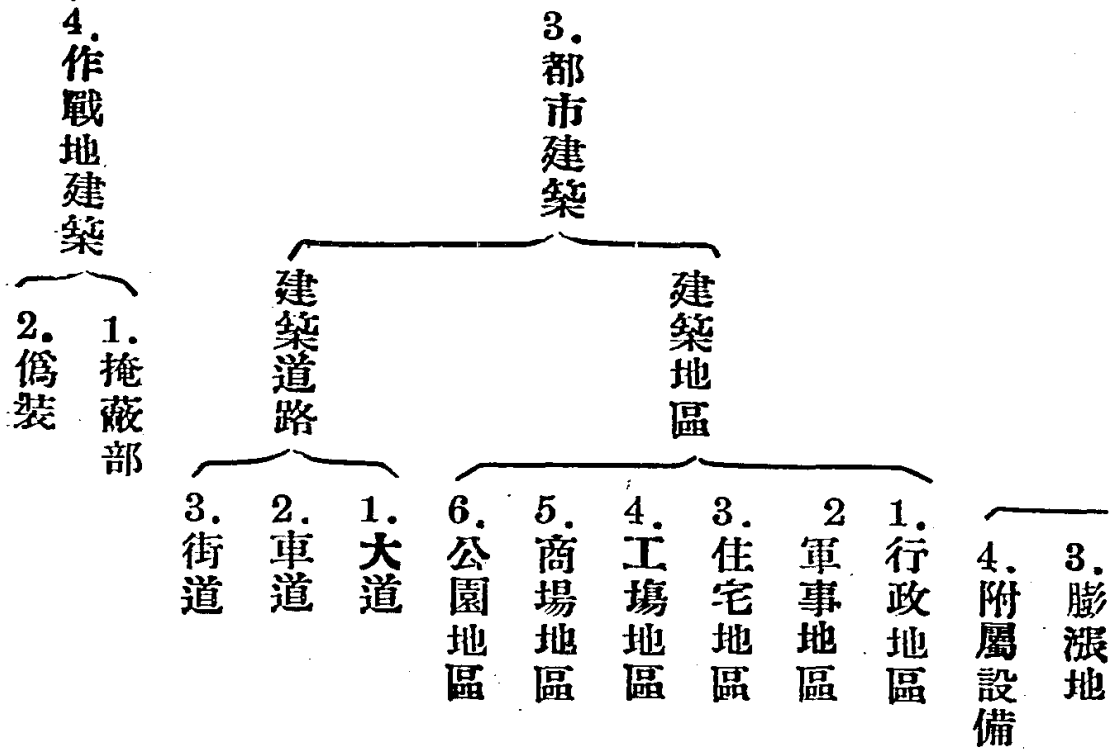 3.膨漲地
4.附屬設備
3.都市建築
建築地區
1.行政地區
2軍事地區
3.住宅地區
4.工塲地區
5.商場地區
6.公園地區
建築道路
1.大道
2.車道
3.街道
4.作戰地建築
1.掩蔽部
2.僞裝